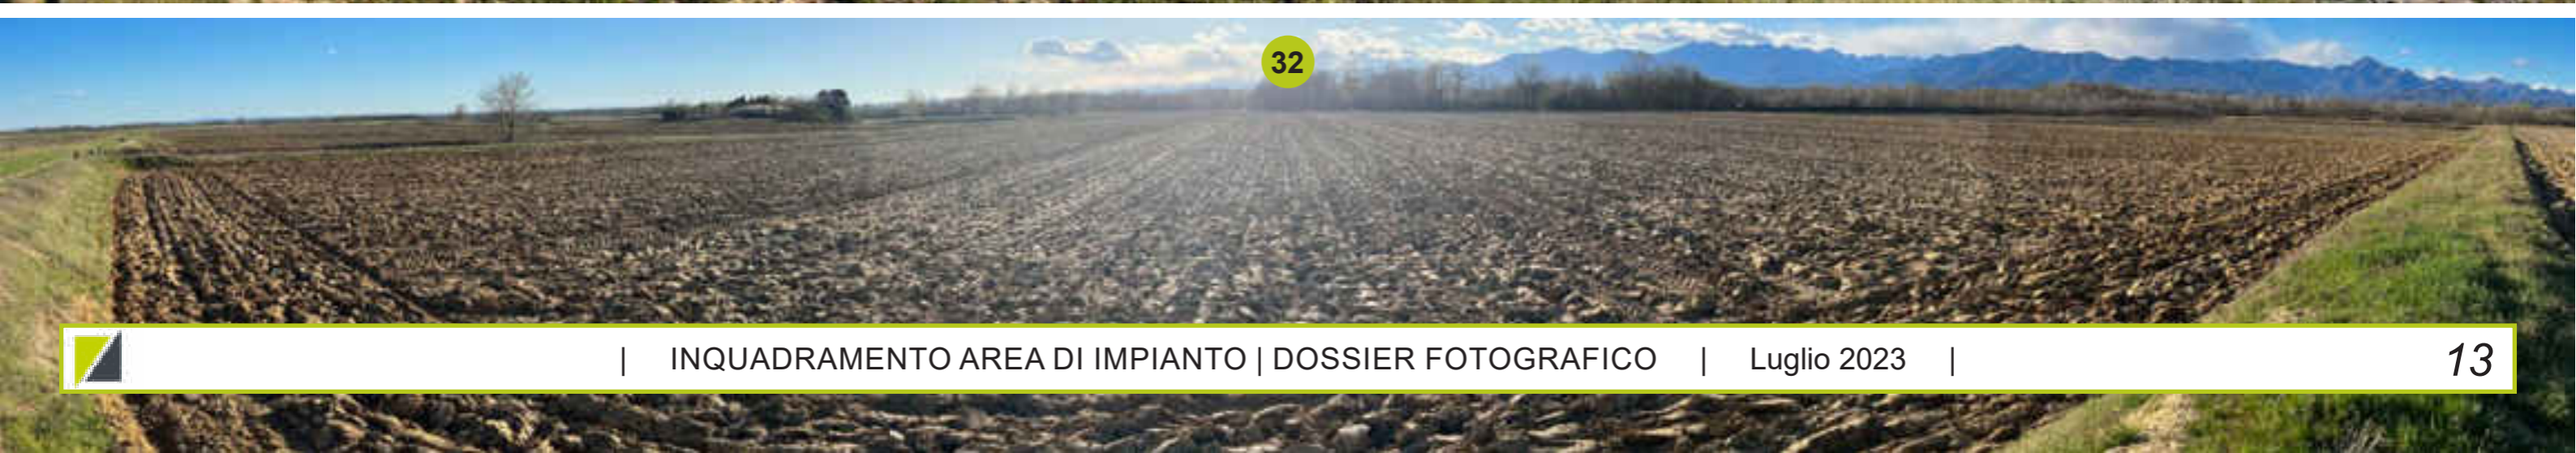 32
| INQUADRAMENTO AREA DI IMPIANTO | DOSSIER FOTOGRAFICO | Luglio 2023 | 13